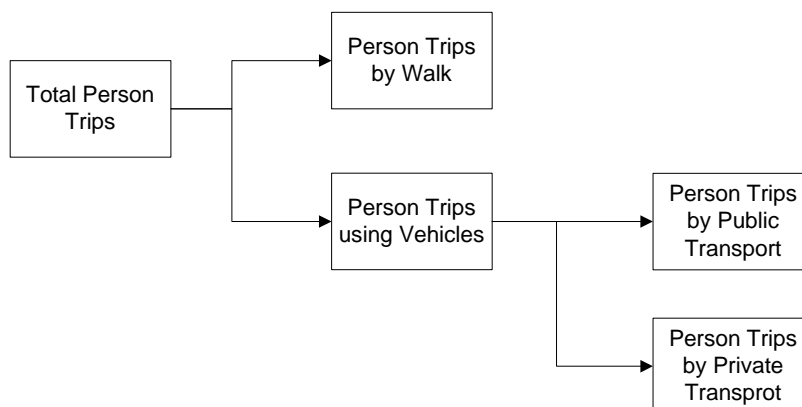 Person Trips
by Walk
Total Person
Trips
Person Trips
using Vehicles
Person Trips
by Public
Transport
Person Trips
by Private
Transprot